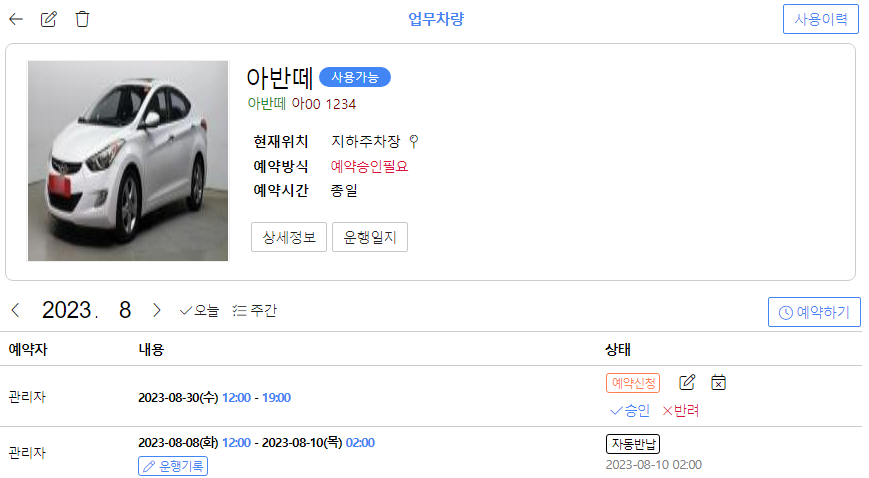 업무차량
사용이력
아반떼 사용가능
아반떼 아00 1234
현재위치 지하주차장
예약방식 예약승인필요
예약시간 종일
상세정보 운행일지
2023. 8 오늘 주간
예약하기
예약자 내용 상태
관리자 2023-08-30(수) 12:00 - 19:00 예약신청
승인 반려
관리자 2023-08-08(화) 12:00 - 2023-08-10(목) 02:00 자동반납
운행기록 2023-08-10 02:00